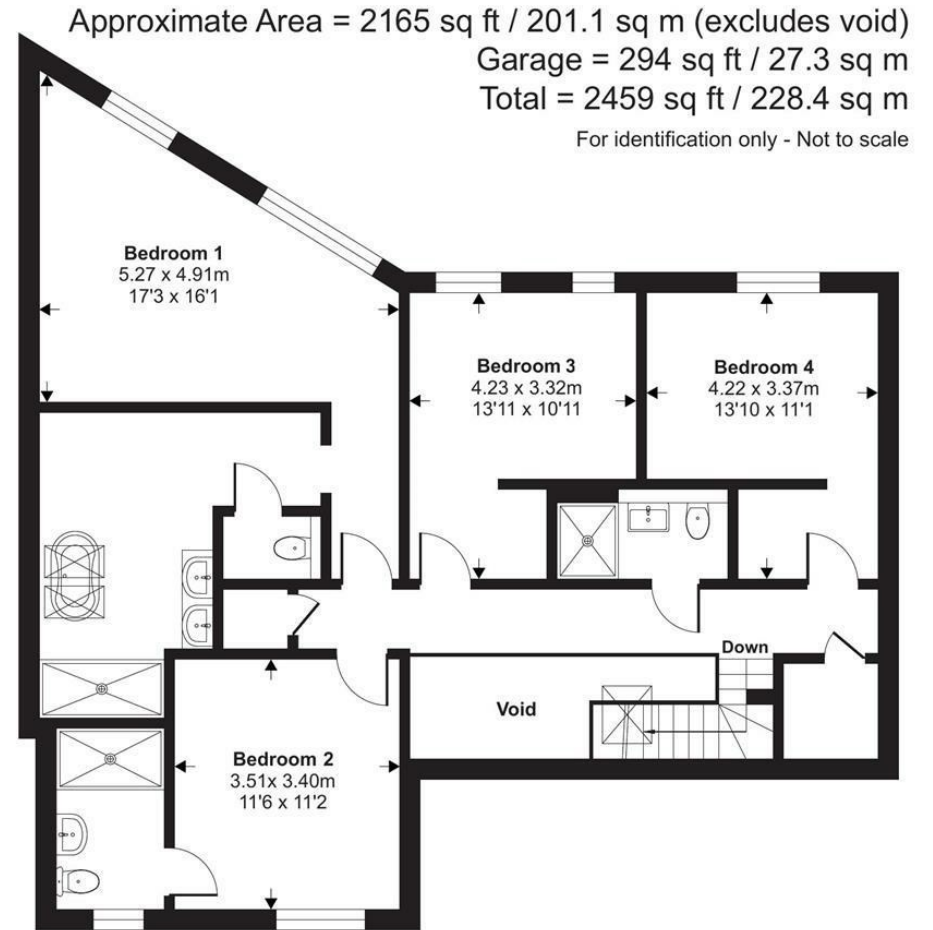 Approximate Area = 2165 sq ft / 201.1 sq m (excludes void)
Garage = 294 sq ft / 27.3 sq m
Total = 2459 sq ft / 228.4 sq m
For identification only - Not to scale
Bedroom 1
5.27 x 4.91m
17'3 x 16'1
Bedroom 3
4.23 x 3.32m
13'11 x 10'11
Bedroom 4
4.22 x 3.37m
13'10 x 11'1
Down
Void
Bedroom 2
3.51x 3.40m
11'6 x 11'2